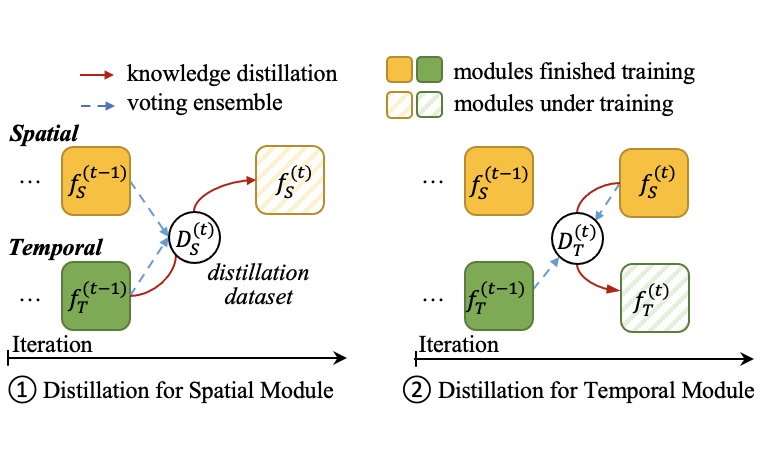 knowledge distillation
voting ensemble
modules finished training
modules under training
Spatial
... f_S^(t−1) f_S^(t)
D_S^(t)
Temporal
distillation
dataset
... f_T^(t−1)
Iteration
① Distillation for Spatial Module
... f_S^(t−1) f_S^(t)
D_T^(t)
... f_T^(t−1) f_T^(t)
Iteration
② Distillation for Temporal Module